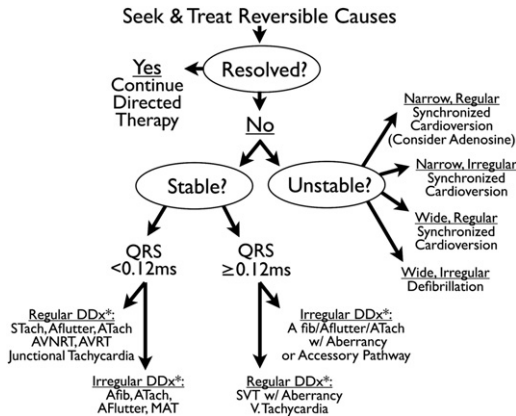 Seek & Treat Reversible Causes
Resolved?
Yes
Continue
Directed
Therapy
No
Stable?
Unstable?
Narrow, Regular
Synchronized
Cardioversion
(Consider Adenosine)
Narrow, Irregular
Synchronized
Cardioversion
Wide, Regular
Synchronized
Cardioversion
Wide, Irregular
Defibrillation
QRS
<0.12ms
QRS
≥0.12ms
Regular DDx*:
STach, Aflutter, ATach
AVNRT, AVRT
Junctional Tachycardia
Irregular DDx*:
Afib, ATach,
AFlutter, MAT
Irregular DDx*:
A fib/Aflutter/ATach
w/ Aberrancy
or Accessory Pathway
Regular DDx*:
SVT w/ Aberrancy
V. Tachycardia